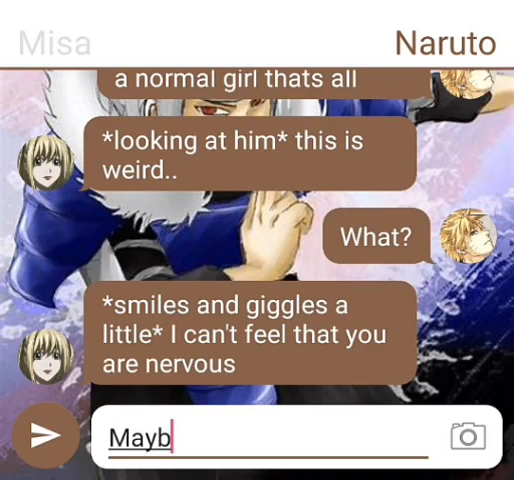 Misa
Naruto
a normal girl thats all
*looking at him* this is
weird..
What?
*smiles and giggles a
little* I can't feel that you
are nervous
Mayb